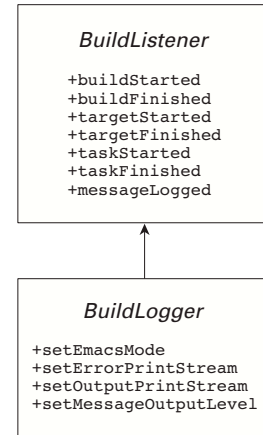 BuildListener
+buildStarted
+buildFinished
+targetStarted
+targetFinished
+taskStarted
+taskFinished
+messageLogged
BuildLogger
+setEmacsMode
+setErrorPrintStream
+setOutputPrintStream
+setMessageOutputLevel